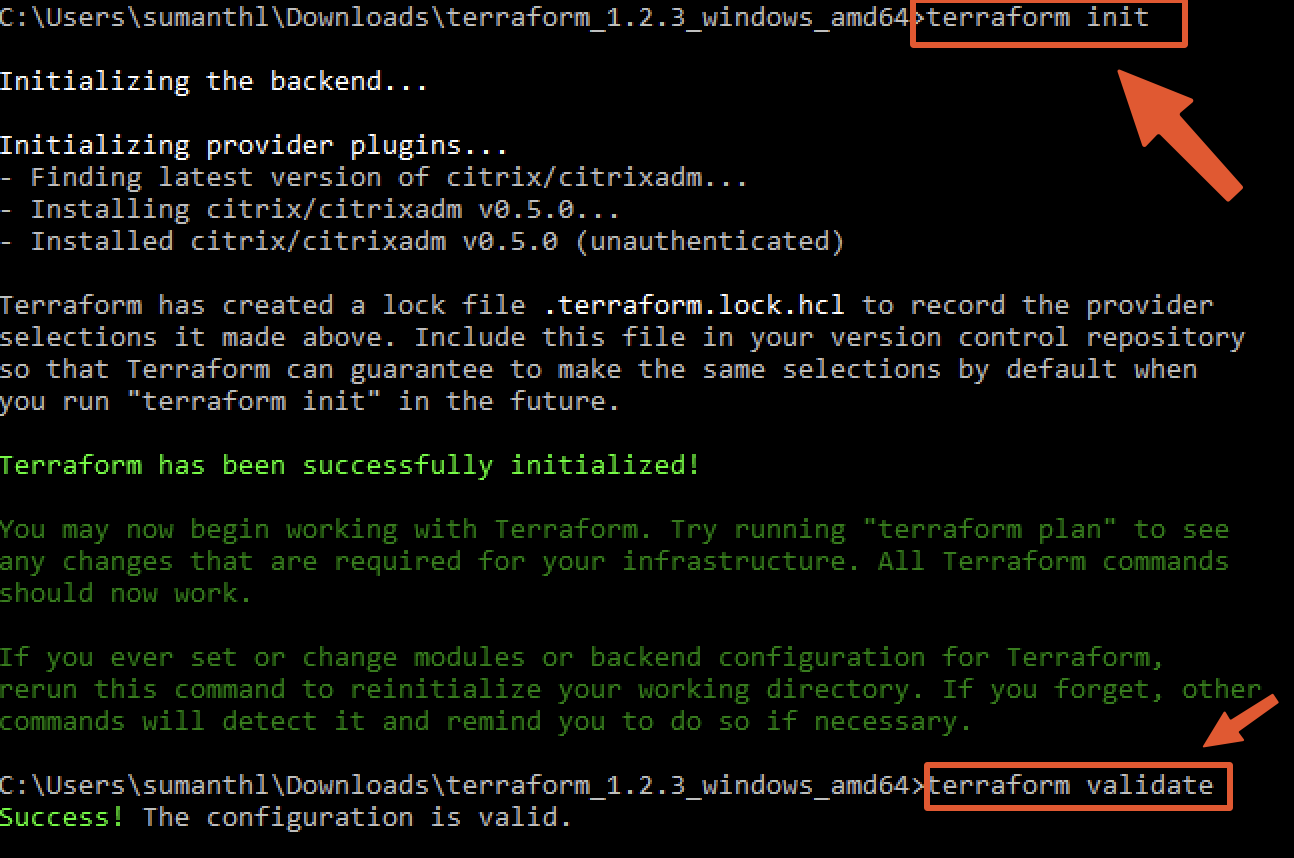 C:\Users\sumanthl\Downloads\terraform_1.2.3_windows_amd64>terraform init
Initializing the backend...
Initializing provider plugins...
- Finding latest version of citrix/citrixadm...
- Installing citrix/citrixadm v0.5.0...
- Installed citrix/citrixadm v0.5.0 (unauthenticated)
Terraform has created a lock file .terraform.lock.hcl to record the provider
selections it made above. Include this file in your version control repository
so that Terraform can guarantee to make the same selections by default when
you run "terraform init" in the future.
Terraform has been successfully initialized!
You may now begin working with Terraform. Try running "terraform plan" to see
any changes that are required for your infrastructure. All Terraform commands
should now work.
If you ever set or change modules or backend configuration for Terraform,
rerun this command to reinitialize your working directory. If you forget, other
commands will detect it and remind you to do so if necessary.
C:\Users\sumanthl\Downloads\terraform_1.2.3_windows_amd64>terraform validate
Success! The configuration is valid.